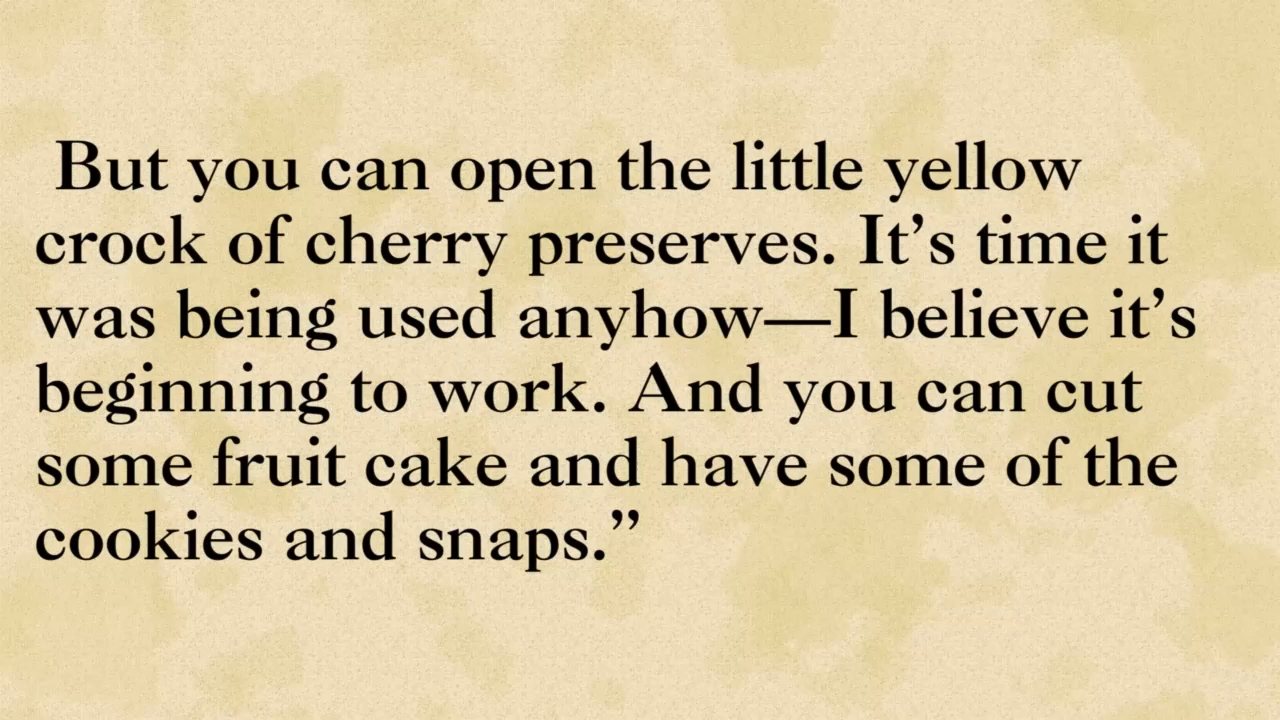 But you can open the little yellow
crock of cherry preserves. It’s time it
was being used anyhow—I believe it’s
beginning to work. And you can cut
some fruit cake and have some of the
cookies and snaps.”